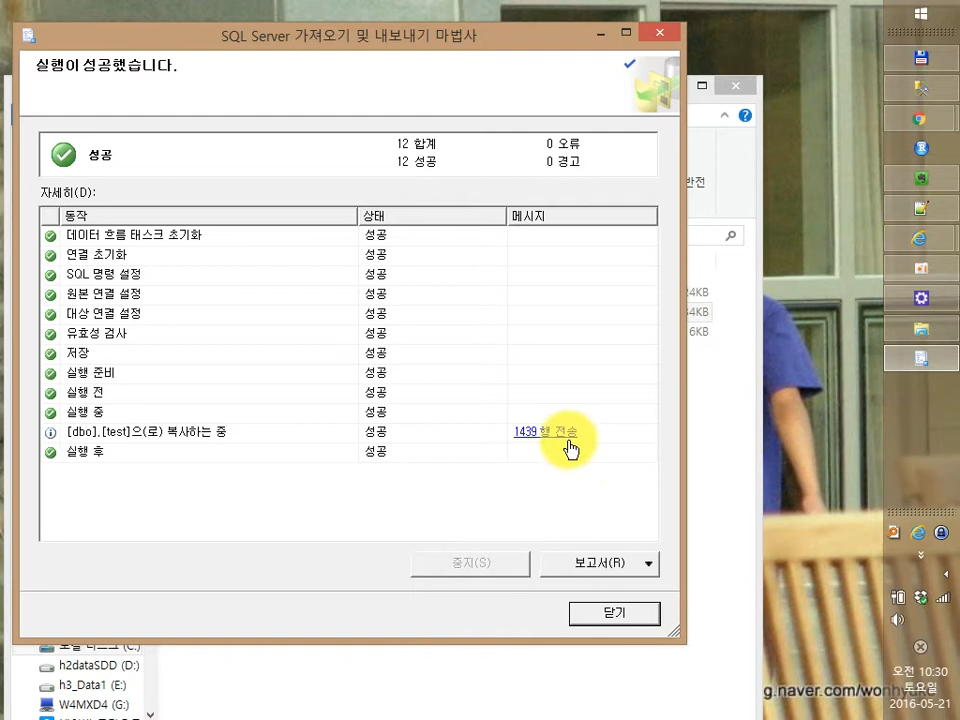 SQL Server 가져오기 및 내보내기 마법사
실행이 성공했습니다.
성공
12 합계
0 오류
12 성공
0 경고
자세히(D):
동작 상태 메시지
데이터 흐름 태스크 초기화 성공
연결 초기화 성공
SQL 명령 설정 성공
원본 연결 설정 성공
대상 연결 설정 성공
유효성 검사 성공
저장 성공
실행 준비 성공
실행 전 성공
실행 중 성공
[dbo].[test]으(로) 복사하는 중 성공 1439 행 전송
실행 후 성공
중지(S)
보고서(R)
닫기
반전
4KB
4KB
6KB
(C:)
h2dataSDD (D:)
h3_Data1 (E:)
W4MXD4 (G:)
오전 10:30
토요일
2016-05-21